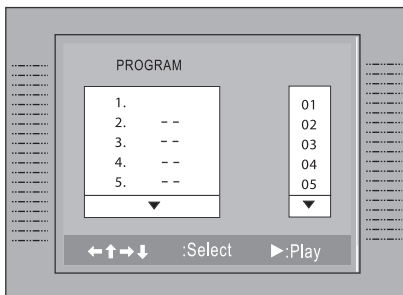 PROGRAM
1.
2. – –
3. – –
4. – –
5. – –
▼
01
02
03
04
05
▼
←↑→↓ :Select ►:Play